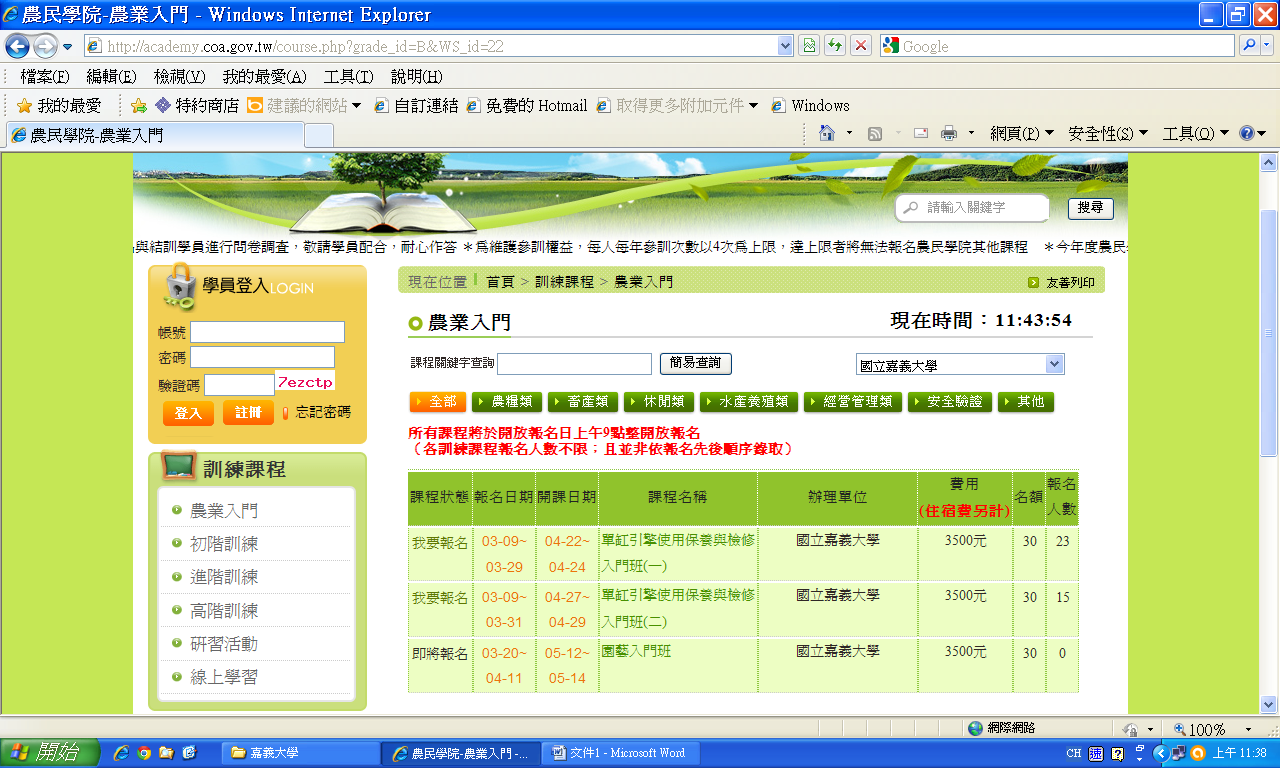 農民學院-農業入門 - Windows Internet Explorer
http://academy.coa.gov.tw/course.php?grade_id=B&WS_id=22
Google
檔案(F) 編輯(E) 檢視(V) 我的最愛(A) 工具(T) 說明(H)
我的最愛 特約商店 建議的網站 自訂連結 免費的 Hotmail 取得更多附加元件 Windows
農民學院-農業入門
網頁(P) 安全性(S) 工具(O)
請輸入關鍵字 搜尋
與結訓學員進行問卷調查，敬請學員配合，耐心作答 *為維護參訓權益，每人每年參訓次數以4次為上限，達上限者將無法報名農民學院其他課程 *今年度農民
學員登入LOGIN
帳號
密碼
驗證碼 7ezctp
登入 註冊 忘記密碼
訓練課程
農業入門
初階訓練
進階訓練
高階訓練
研習活動
線上學習
現在位置 首頁 > 訓練課程 > 農業入門
友善列印
農業入門
現在時間：11:43:54
課程關鍵字查詢 簡易查詢 國立嘉義大學
全部 農糧類 畜產類 休閒類 水產養殖類 經營管理類 安全驗證 其他
所有課程將於開放報名日上午9點整開放報名
（各訓練課程報名人數不限；且並非依報名先後順序錄取）
課程狀態 報名日期 開課日期 課程名稱 辦理單位 費用 (住宿費另計) 名額 報名人數
我要報名 03-09~ 04-22~ 單缸引擎使用保養與檢修 國立嘉義大學 3500元 30 23
03-29 04-24 入門班(一)
我要報名 03-09~ 04-27~ 單缸引擎使用保養與檢修 國立嘉義大學 3500元 30 15
03-31 04-29 入門班(二)
即將報名 03-20~ 05-12~ 園藝入門班 國立嘉義大學 3500元 30 0
04-11 05-14
網際網路 100%
開始 嘉義大學 農民學院-農業入門 -... 文件1 - Microsoft Word CH 上午 11:38